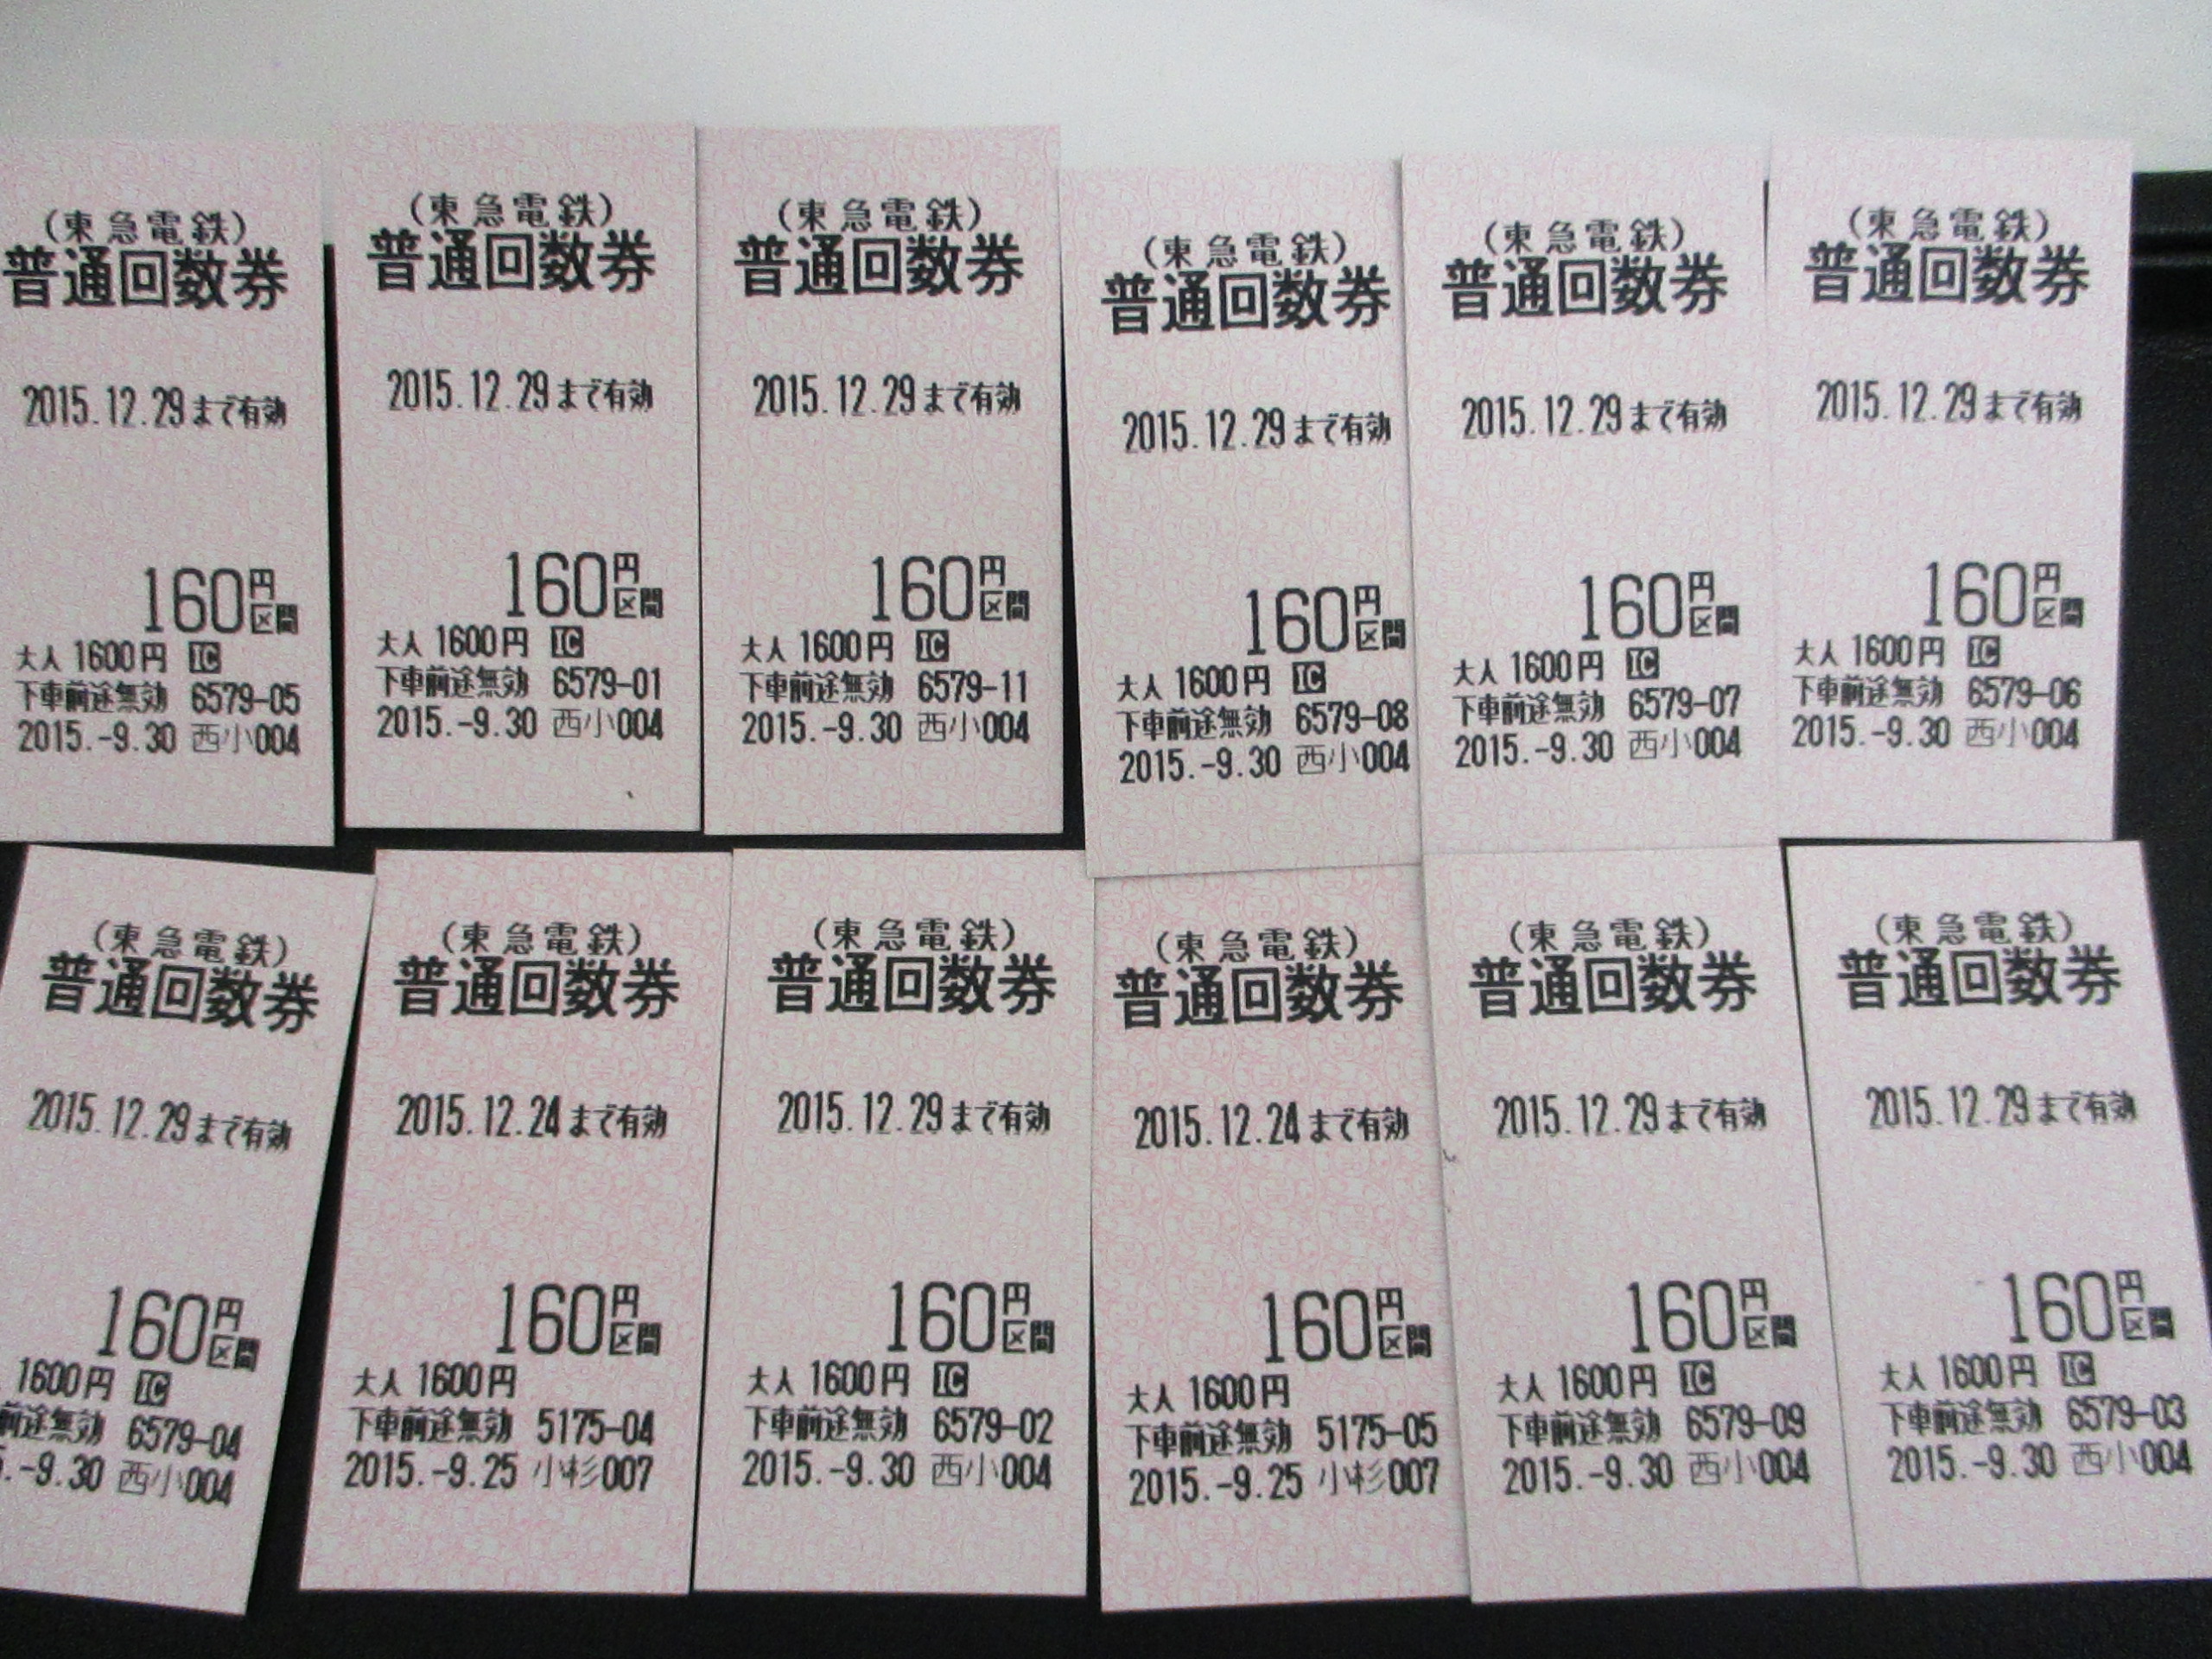 (東急電鉄)
普通回数券
2015.12.29まで有効
160円区間
大人 1600円 IC
下車前途無効 6579-05
2015.-9.30 西小004
(東急電鉄)
普通回数券
2015.12.29まで有効
160円区間
大人 1600円 IC
下車前途無効 6579-01
2015.-9.30 西小004
(東急電鉄)
普通回数券
2015.12.29まで有効
160円区間
大人 1600円 IC
下車前途無効 6579-11
2015.-9.30 西小004
(東急電鉄)
普通回数券
2015.12.29まで有効
160円区間
大人 1600円 IC
下車前途無効 6579-08
2015.-9.30 西小004
(東急電鉄)
普通回数券
2015.12.29まで有効
160円区間
大人 1600円 IC
下車前途無効 6579-07
2015.-9.30 西小004
(東急電鉄)
普通回数券
2015.12.29まで有効
160円区間
大人 1600円 IC
下車前途無効 6579-06
2015.-9.30 西小004
(東急電鉄)
普通回数券
2015.12.29まで有効
160円区間
1600円 IC
前途無効 6579-04
.-9.30 西小004
(東急電鉄)
普通回数券
2015.12.24まで有効
160円区間
大人 1600円
下車前途無効 5175-04
2015.-9.25 小杉007
(東急電鉄)
普通回数券
2015.12.29まで有効
160円区間
大人 1600円 IC
下車前途無効 6579-02
2015.-9.30 西小004
(東急電鉄)
普通回数券
2015.12.24まで有効
160円区間
大人 1600円
下車前途無効 5175-05
2015.-9.25 小杉007
(東急電鉄)
普通回数券
2015.12.29まで有効
160円区間
大人 1600円 IC
下車前途無効 6579-09
2015.-9.30 西小004
(東急電鉄)
普通回数券
2015.12.29まで有効
160円区間
大人 1600円 IC
下車前途無効 6579-03
2015.-9.30 西小004